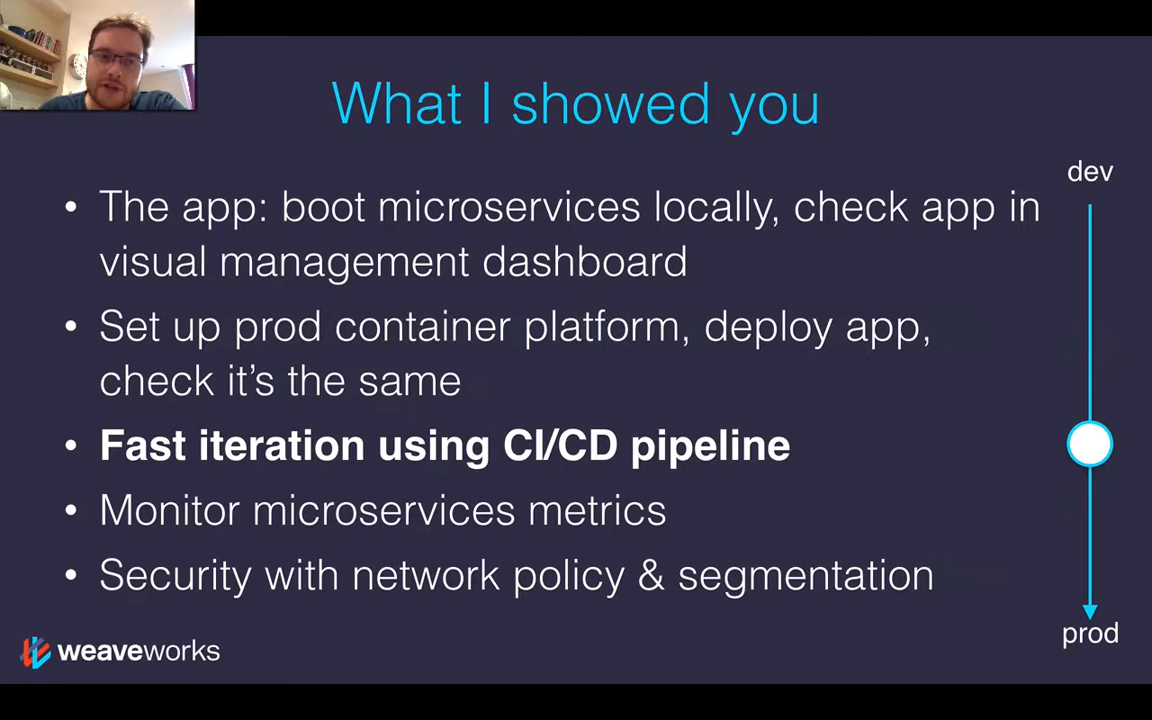 What I showed you
dev
• The app: boot microservices locally, check app in
visual management dashboard
• Set up prod container platform, deploy app,
check it’s the same
• Fast iteration using CI/CD pipeline
• Monitor microservices metrics
• Security with network policy & segmentation
prod
weaveworks